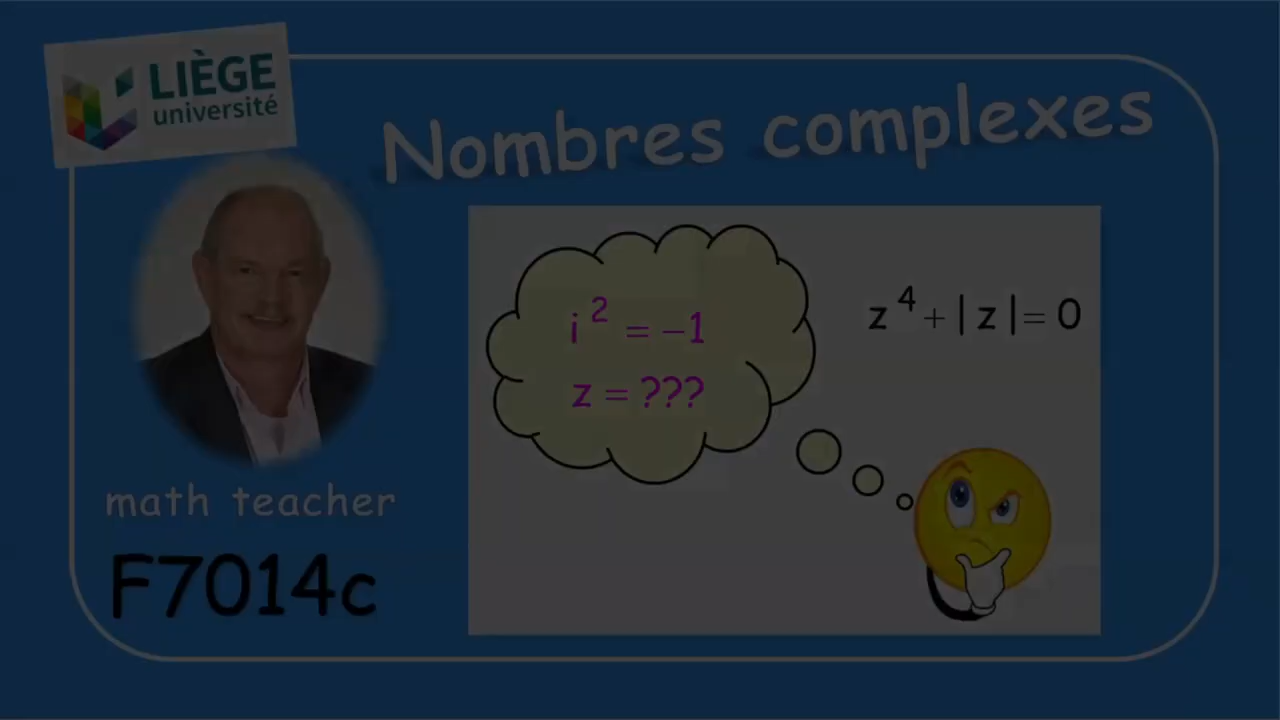 LIÈGE
université
Nombres complexes
i² = −1
z = ???
z⁴ + |z| = 0
math teacher
F7014c